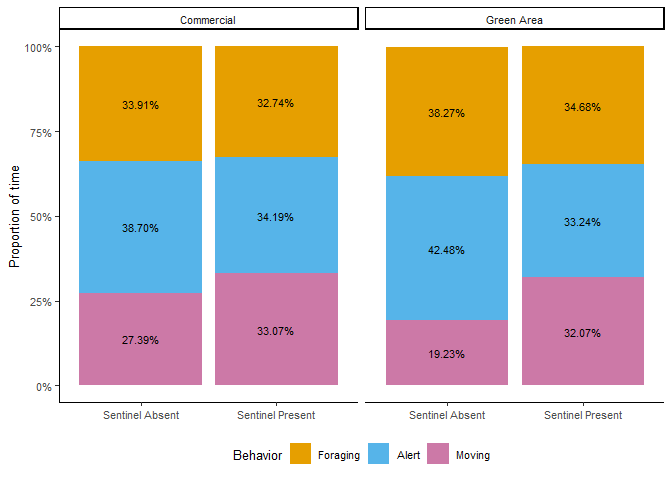 Commercial
Green Area
Proportion of time
100%
75%
50%
25%
0%
33.91%
32.74%
38.70%
34.19%
27.39%
33.07%
38.27%
34.68%
42.48%
33.24%
19.23%
32.07%
Sentinel Absent
Sentinel Present
Sentinel Absent
Sentinel Present
Behavior Foraging Alert Moving